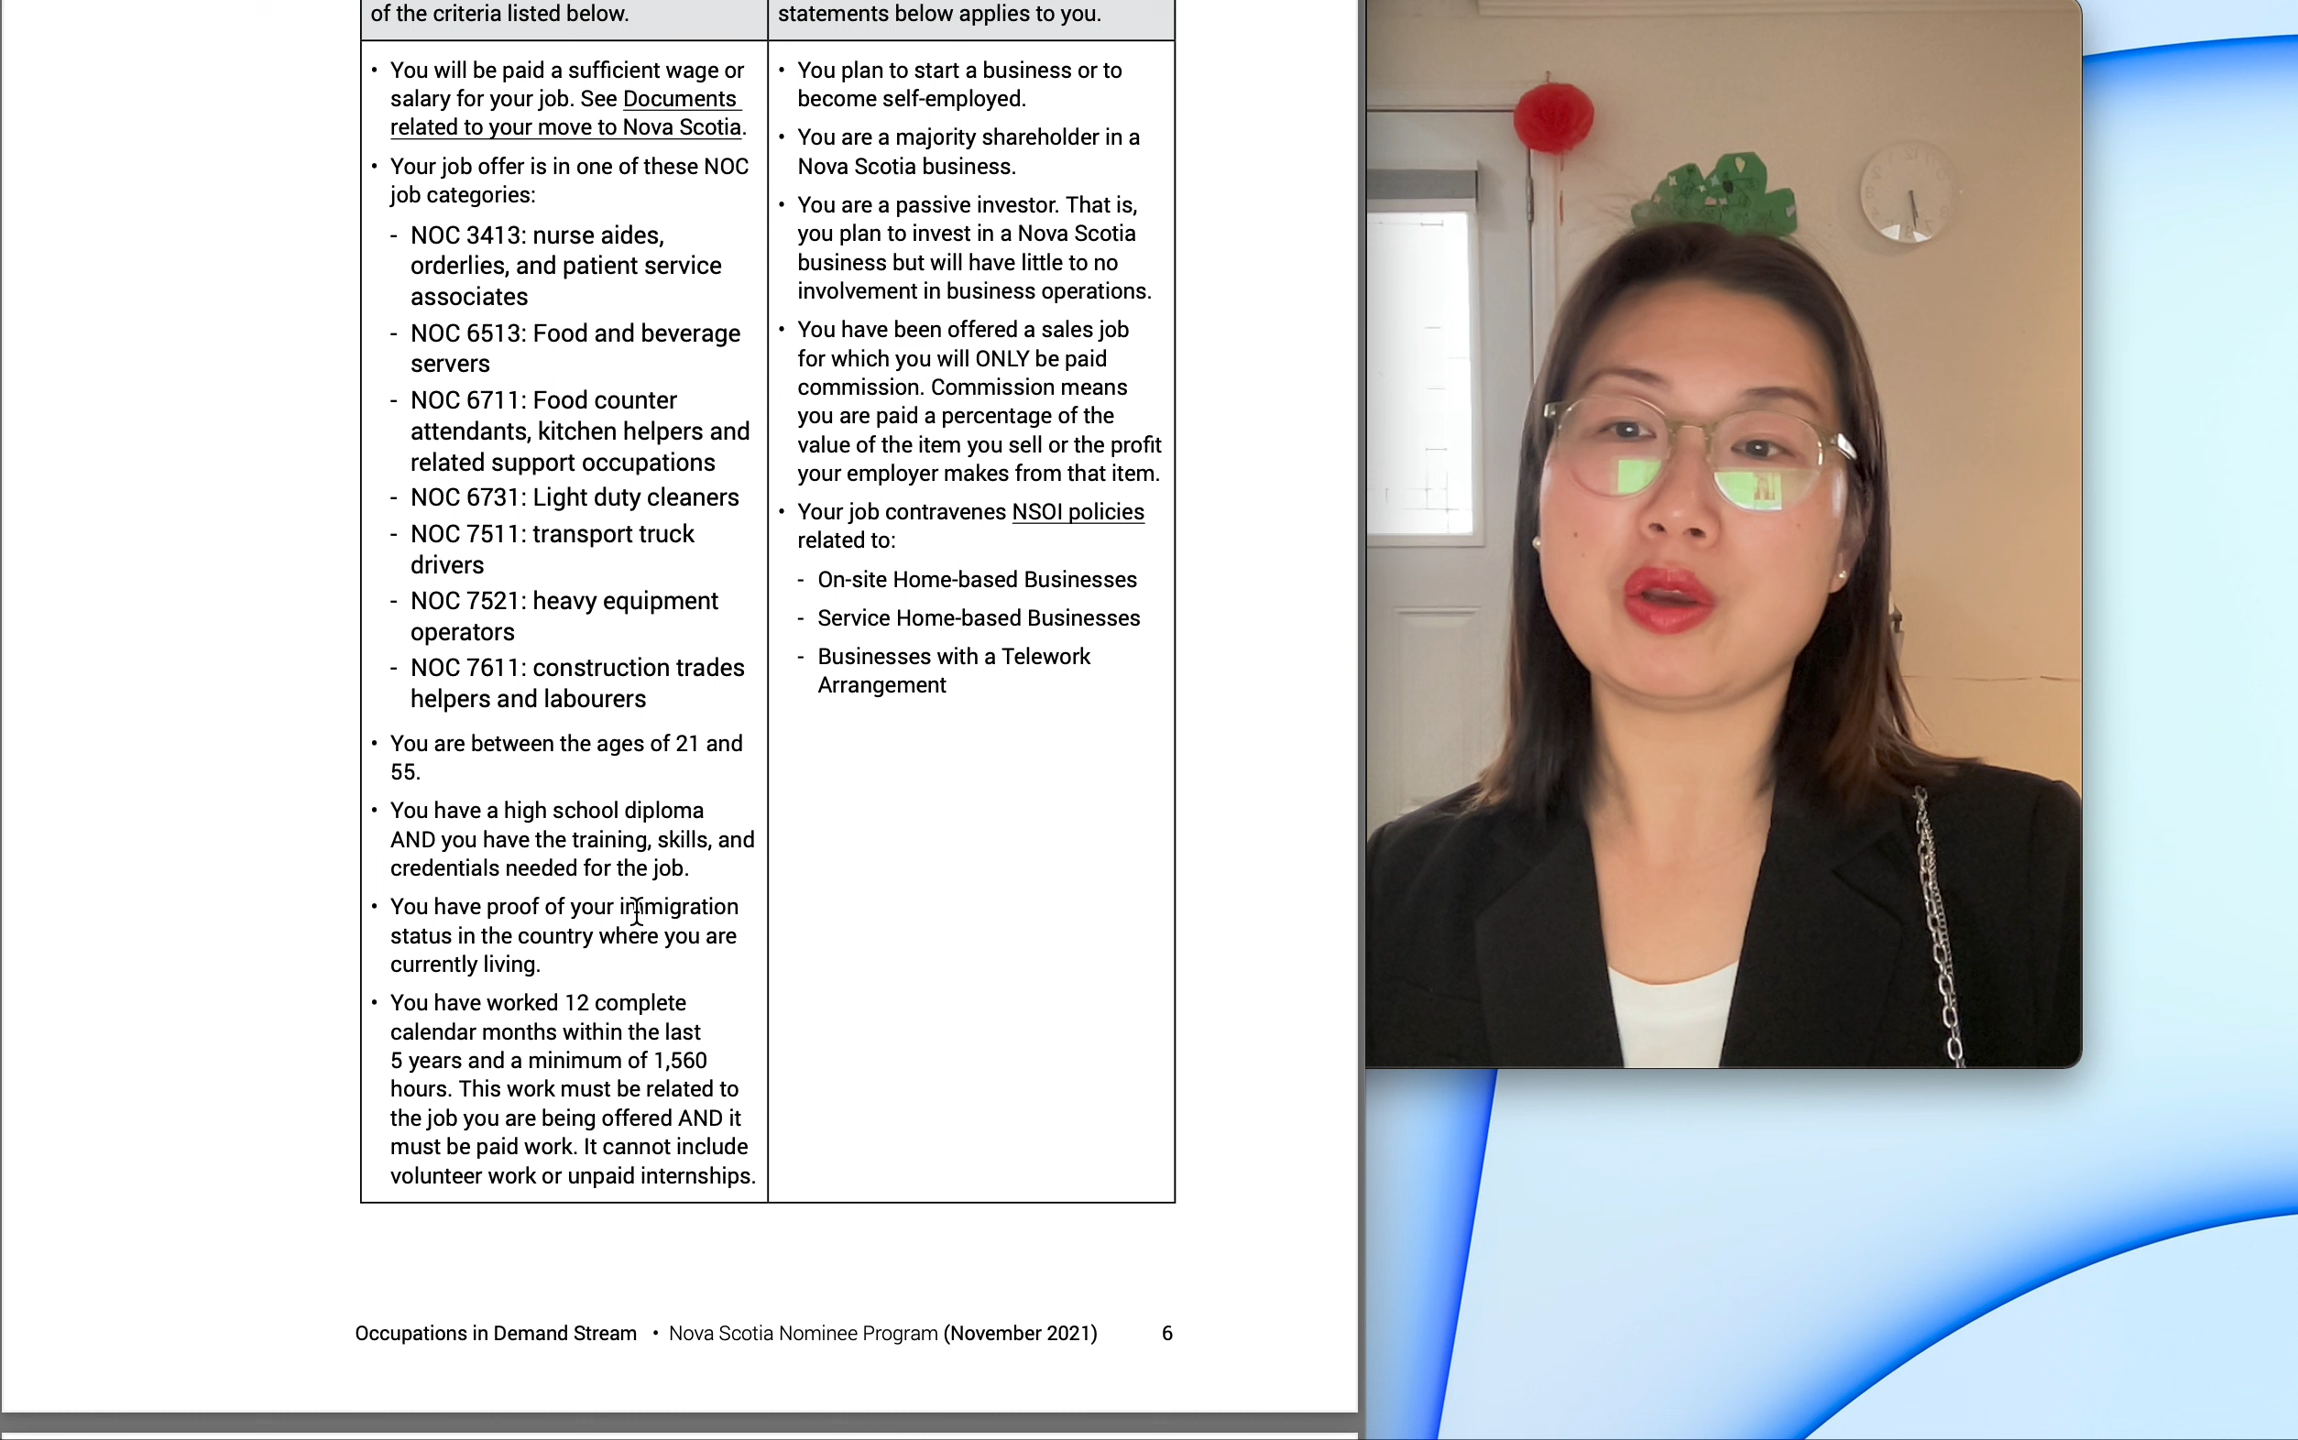 of the criteria listed below.
• You will be paid a sufficient wage or
salary for your job. See Documents
related to your move to Nova Scotia.
• Your job offer is in one of these NOC
job categories:
- NOC 3413: nurse aides,
orderlies, and patient service
associates
- NOC 6513: Food and beverage
servers
- NOC 6711: Food counter
attendants, kitchen helpers and
related support occupations
- NOC 6731: Light duty cleaners
- NOC 7511: transport truck
drivers
- NOC 7521: heavy equipment
operators
- NOC 7611: construction trades
helpers and labourers
• You are between the ages of 21 and
55.
• You have a high school diploma
AND you have the training, skills, and
credentials needed for the job.
• You have proof of your immigration
status in the country where you are
currently living.
• You have worked 12 complete
calendar months within the last
5 years and a minimum of 1,560
hours. This work must be related to
the job you are being offered AND it
must be paid work. It cannot include
volunteer work or unpaid internships.
statements below applies to you.
• You plan to start a business or to
become self-employed.
• You are a majority shareholder in a
Nova Scotia business.
• You are a passive investor. That is,
you plan to invest in a Nova Scotia
business but will have little to no
involvement in business operations.
• You have been offered a sales job
for which you will ONLY be paid
commission. Commission means
you are paid a percentage of the
value of the item you sell or the profit
your employer makes from that item.
• Your job contravenes NSOI policies
related to:
- On-site Home-based Businesses
- Service Home-based Businesses
- Businesses with a Telework
Arrangement
Occupations in Demand Stream • Nova Scotia Nominee Program (November 2021) 6